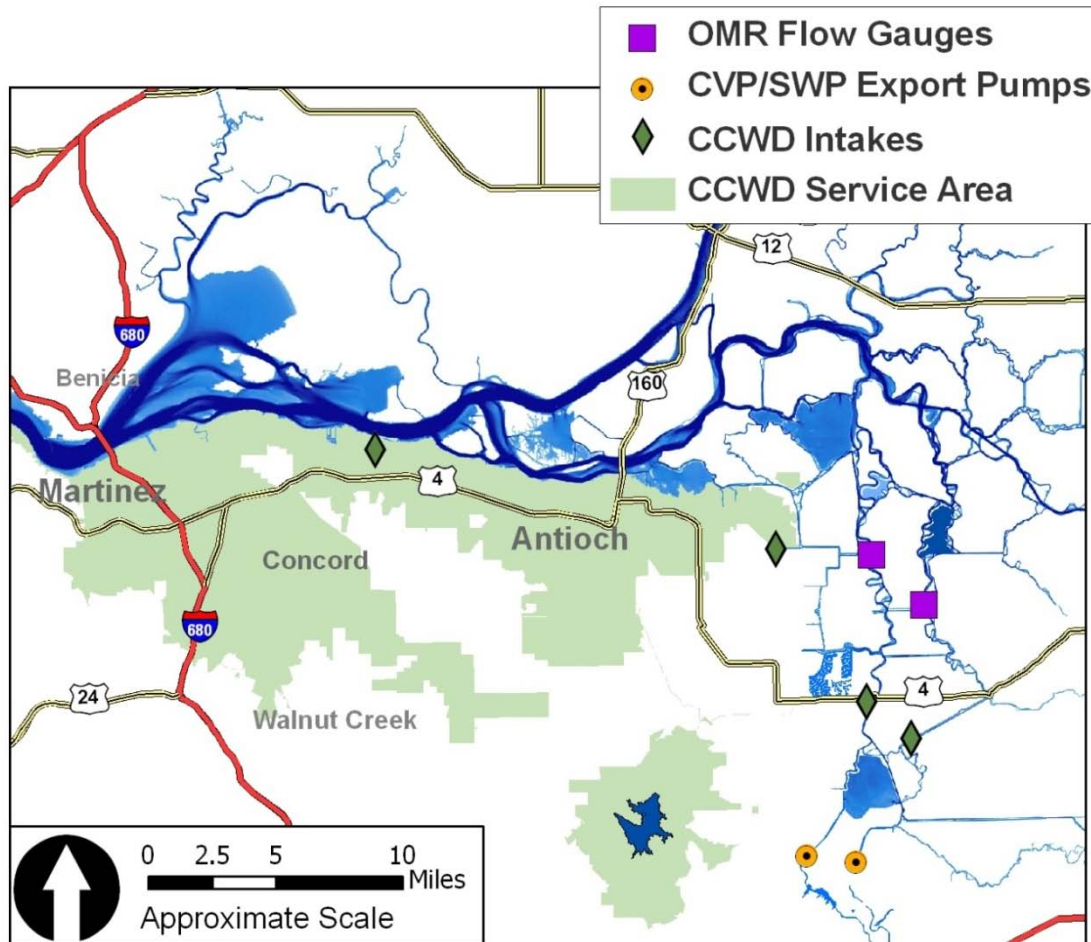 OMR Flow Gauges
CVP/SWP Export Pumps
CCWD Intakes
CCWD Service Area
12
680
Benicia
160
Martinez
4
Concord
Antioch
680
24
4
Walnut Creek
0 2.5 5 10
Miles
Approximate Scale